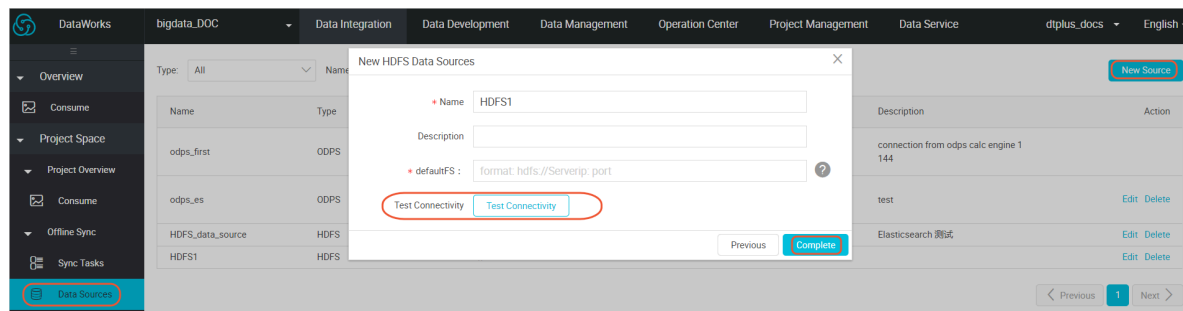 DataWorks bigdata_DOC Data Integration Data Development Data Management Operation Center Project Management Data Service dtplus_docs English
Overview
Consume
Project Space
Project Overview
Consume
Offline Sync
Sync Tasks
Data Sources
Type: All Name
New Source
Name Type Description Action
odps_first ODPS connection from odps calc engine 1
144
odps_es ODPS test Edit Delete
HDFS_data_source HDFS Elasticsearch 测试 Edit Delete
HDFS1 HDFS Edit Delete
Previous 1 Next
New HDFS Data Sources
* Name HDFS1
Description
* defaultFS : format: hdfs://Serverip: port ?
Test Connectivity Test Connectivity
Previous Complete